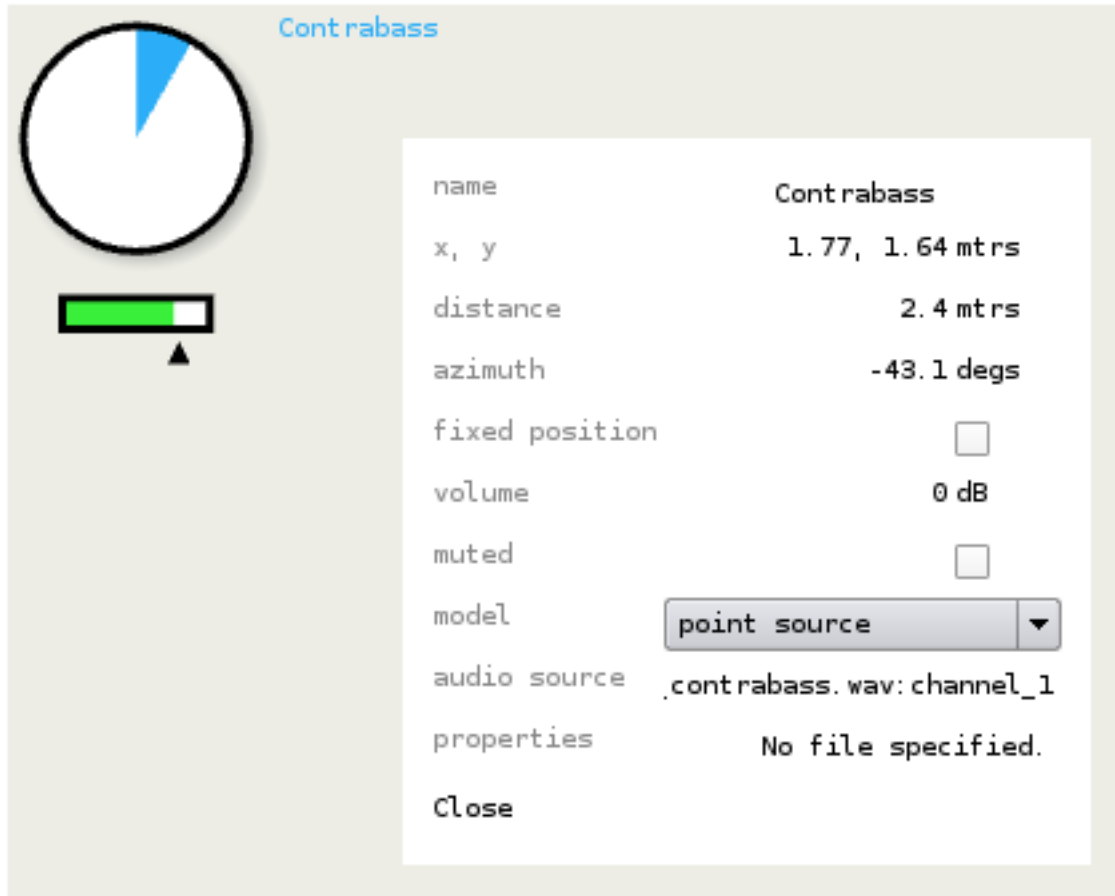 Contrabass
name Contrabass
x, y 1.77, 1.64 mtrs
distance 2.4 mtrs
azimuth -43.1 degs
fixed position
volume 0 dB
muted
model point source
audio source contrabass.wav:channel_1
properties No file specified.
Close